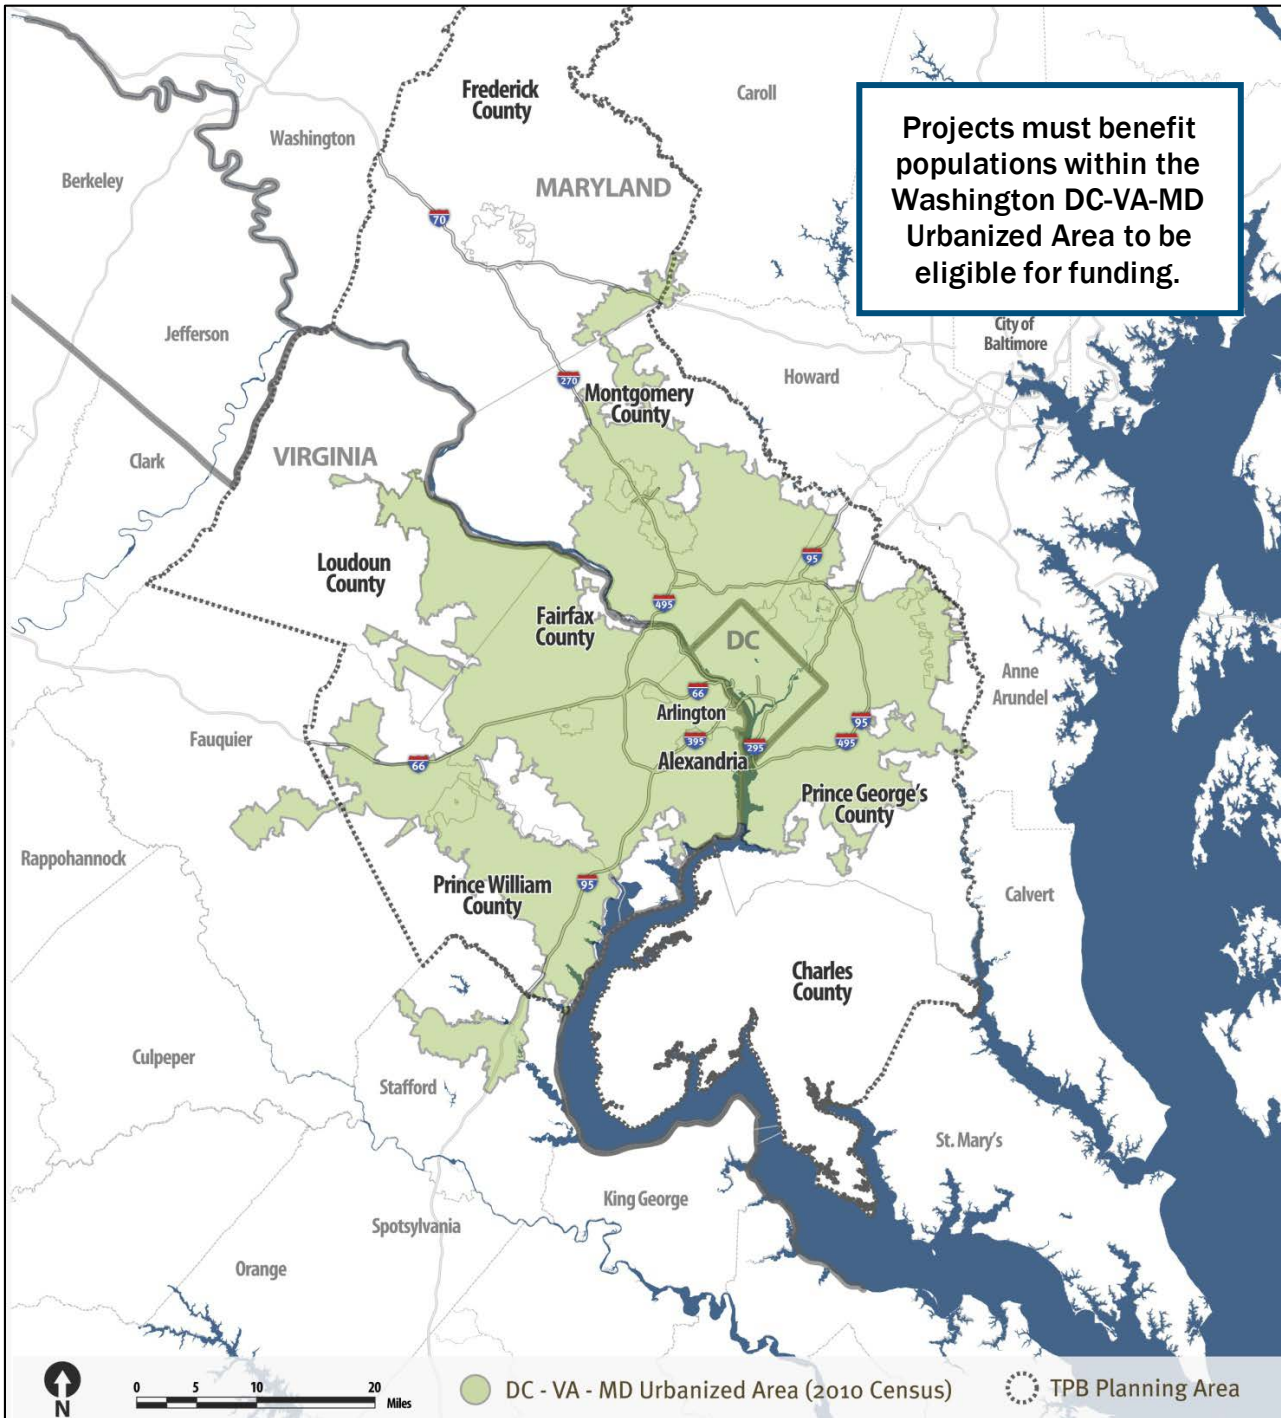 Frederick
County
Caroll
Projects must benefit
populations within the
Washington DC-VA-MD
Urbanized Area to be
eligible for funding.
Washington
Berkeley
MARYLAND
70
Jefferson
City of
Baltimore
270
Howard
Montgomery
County
Clark
VIRGINIA
95
Loudoun
County
495
Fairfax
County
DC
Anne
Arundel
66
Arlington
95
395
295
495
Fauquier
66
Alexandria
Prince George's
County
Rappohannock
Prince William
County
95
Calvert
Charles
County
Culpeper
Stafford
St. Mary's
King George
Spotsylvania
Orange
N
0 5 10 20
Miles
DC - VA - MD Urbanized Area (2010 Census)
TPB Planning Area